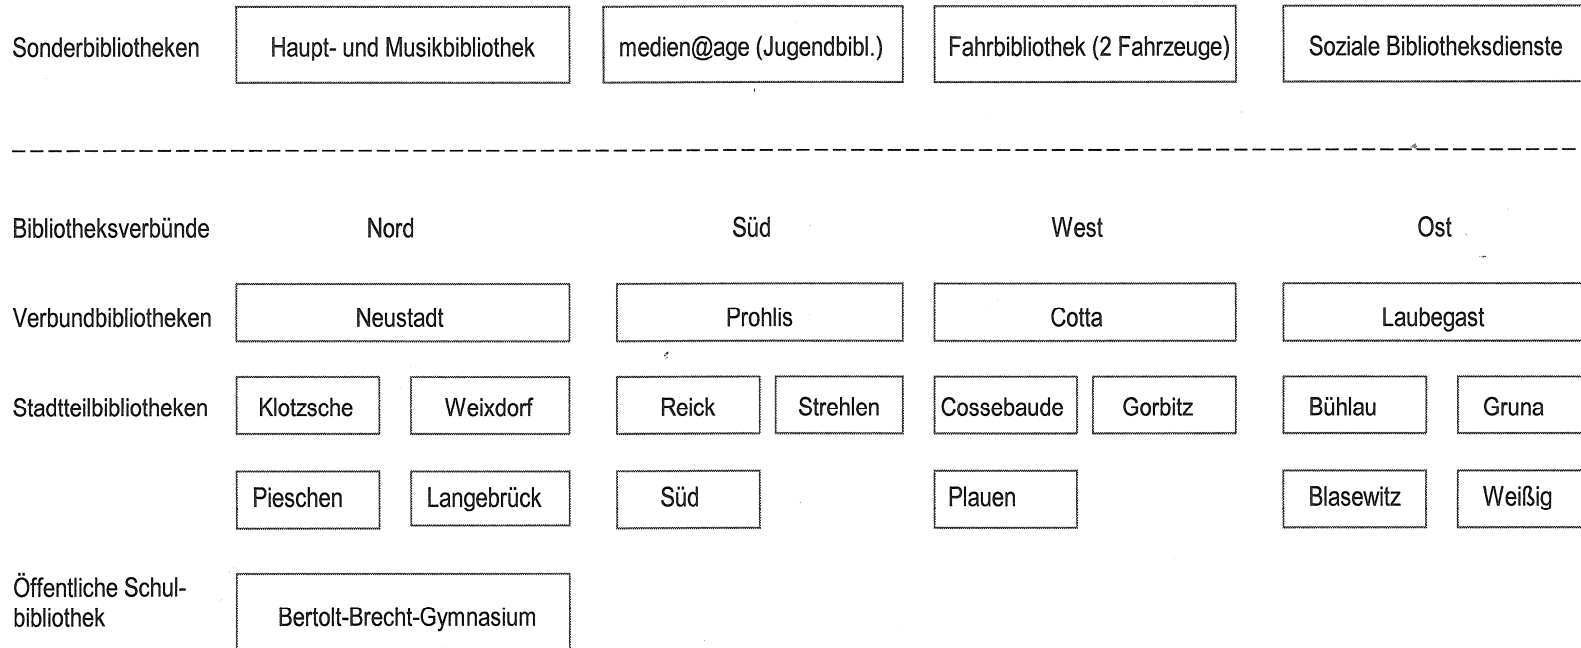 Sonderbibliotheken Haupt- und Musikbibliothek medien@age (Jugendbibl.) Fahrbibliothek (2 Fahrzeuge) Soziale Bibliotheksdienste
Bibliotheksverbünde Nord Süd West Ost
Verbundbibliotheken Neustadt Prohlis Cotta Laubegast
Stadtteilbibliotheken Klotzsche Weixdorf Reick Strehlen Cossebaude Gorbitz Bühlau Gruna
Pieschen Langebrück Süd Plauen Blasewitz Weißig
Öffentliche Schul-
bibliothek Bertolt-Brecht-Gymnasium